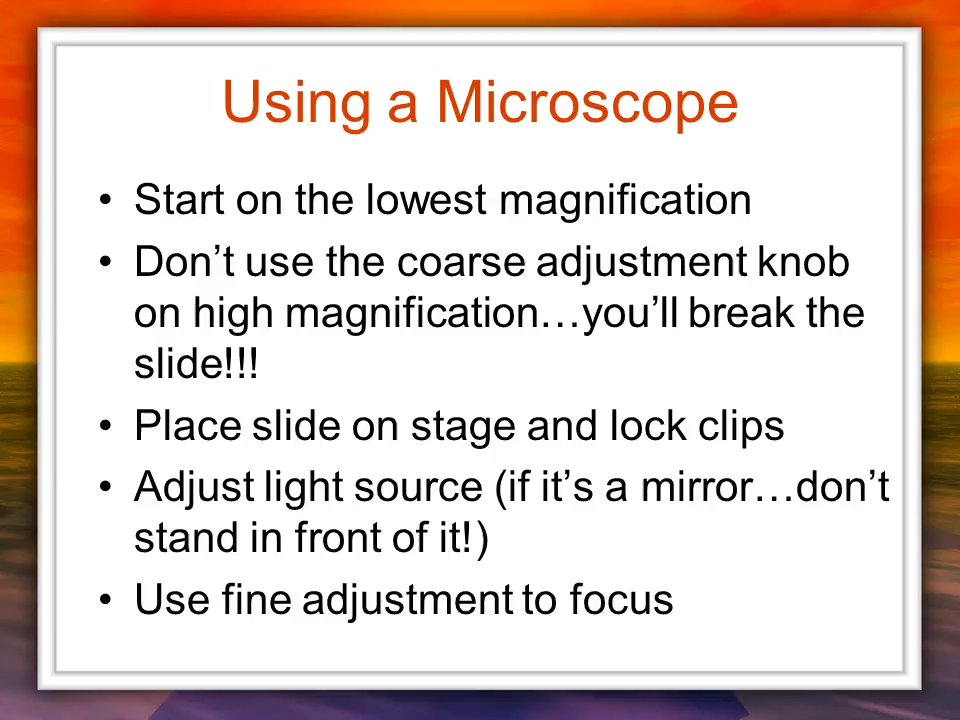 Using a Microscope
• Start on the lowest magnification
• Don’t use the coarse adjustment knob
on high magnification…you’ll break the
slide!!!
• Place slide on stage and lock clips
• Adjust light source (if it’s a mirror…don’t
stand in front of it!)
• Use fine adjustment to focus